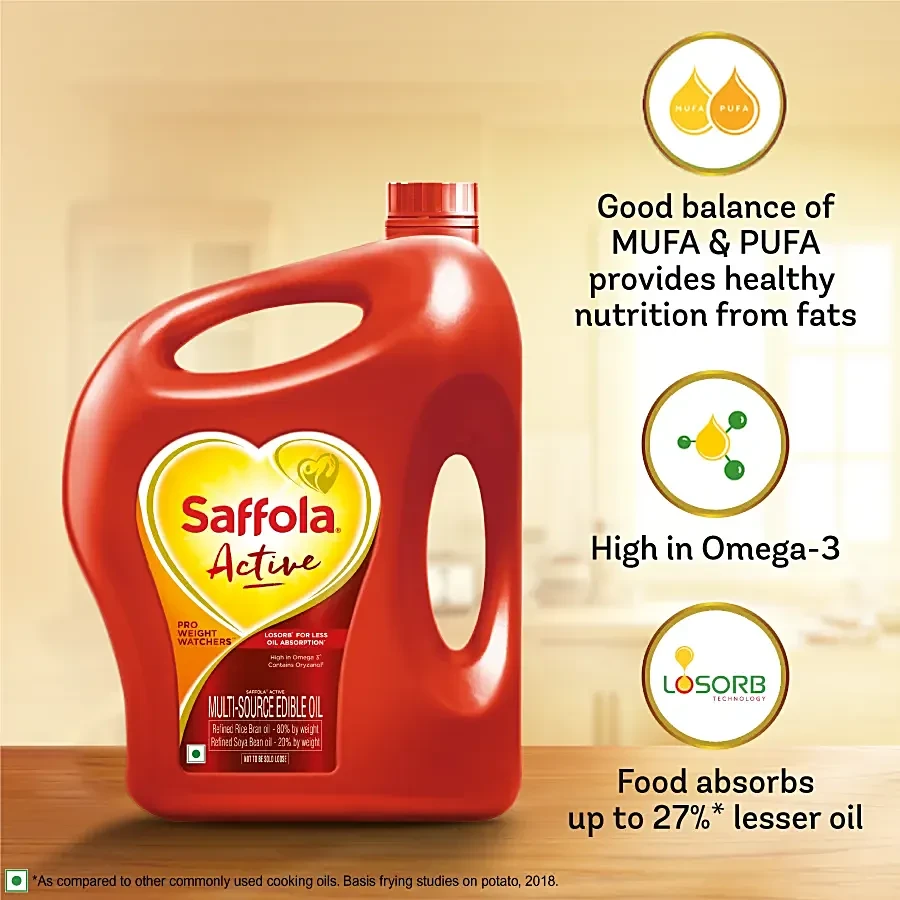 MUFA PUFA
Good balance of
MUFA & PUFA
provides healthy
nutrition from fats
High in Omega-3
LOSORB
TECHNOLOGY
Food absorbs
up to 27%* lesser oil
Saffola®
Active
PRO
WEIGHT
WATCHERS™
LOSORB™ FOR LESS
OIL ABSORPTION*
High in Omega 3
Contains Oryzanol
SAFFOLA® ACTIVE
MULTI-SOURCE EDIBLE OIL
Refined Rice Bran oil - 80% by weight
Refined Soya Bean oil - 20% by weight
NOT TO BE SOLD LOOSE
*As compared to other commonly used cooking oils. Basis frying studies on potato, 2018.